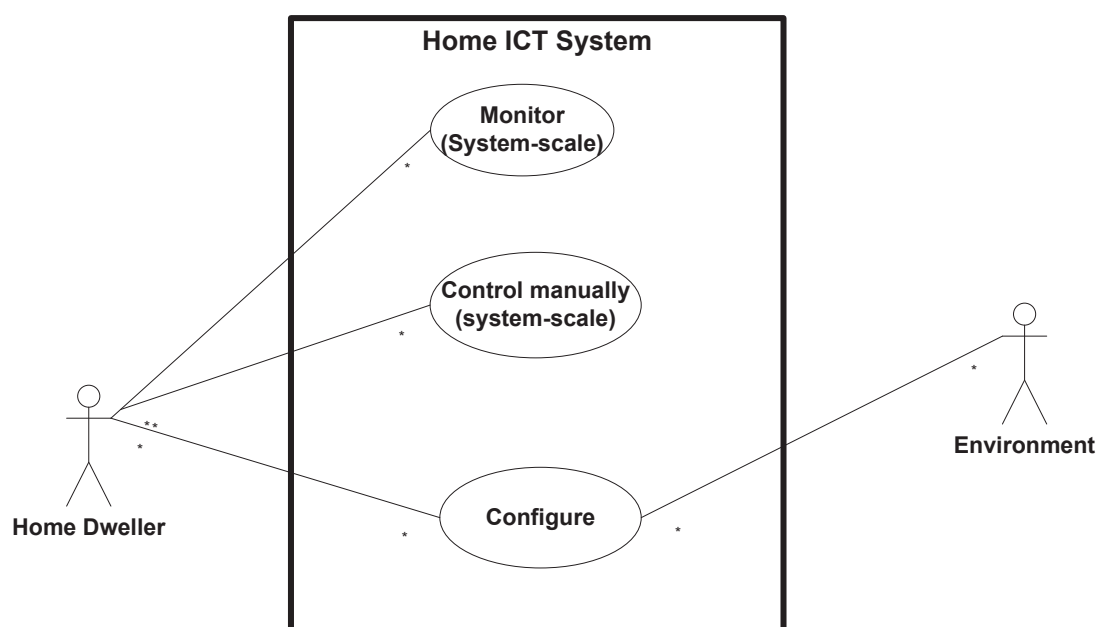 Home ICT System
Monitor
(System-scale)
*
Control manually
(system-scale)
*
*
**
*
Environment
Configure
Home Dweller
*
*